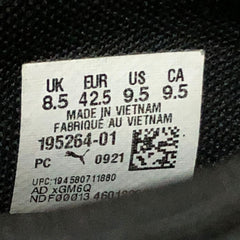 UK EUR US CA
8.5 42.5 9.5 9.5
MADE IN VIETNAM
FABRIQUÉ AU VIETNAM
195264-01
PC 0921
UPC:194580711880
AD xGM6Q